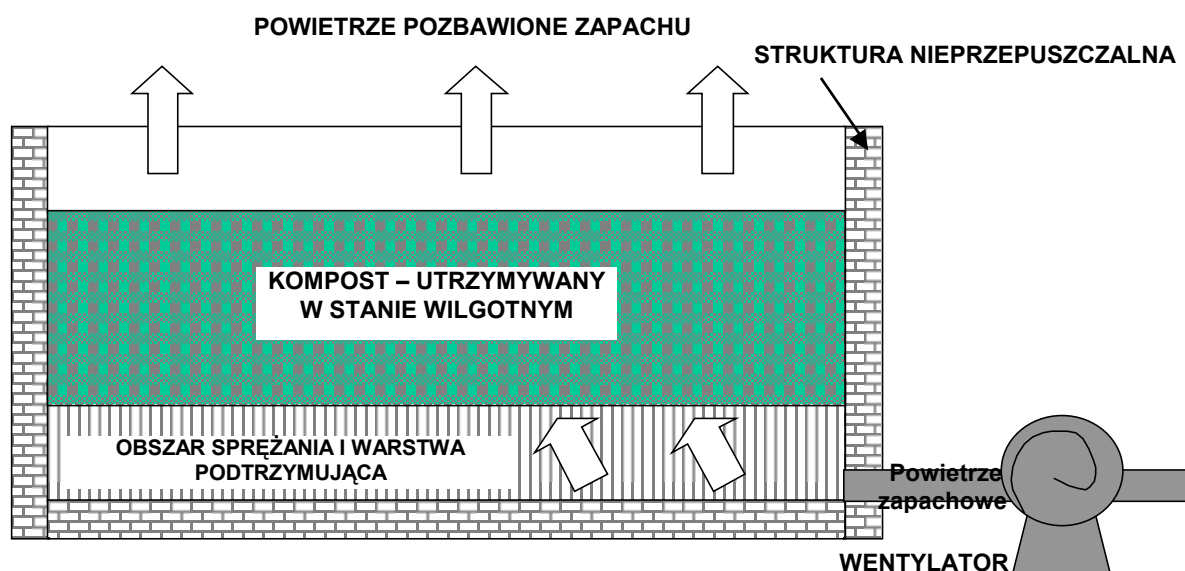 POWIETRZE POZBAWIONE ZAPACHU
STRUKTURA NIEPRZEPUSZCZALNA
KOMPOST – UTRZYMYWANY
W STANIE WILGOTNYM
OBSZAR SPRĘŻANIA I WARSTWA
PODTRZYMUJĄCA
Powietrze
zapachowe
WENTYLATOR